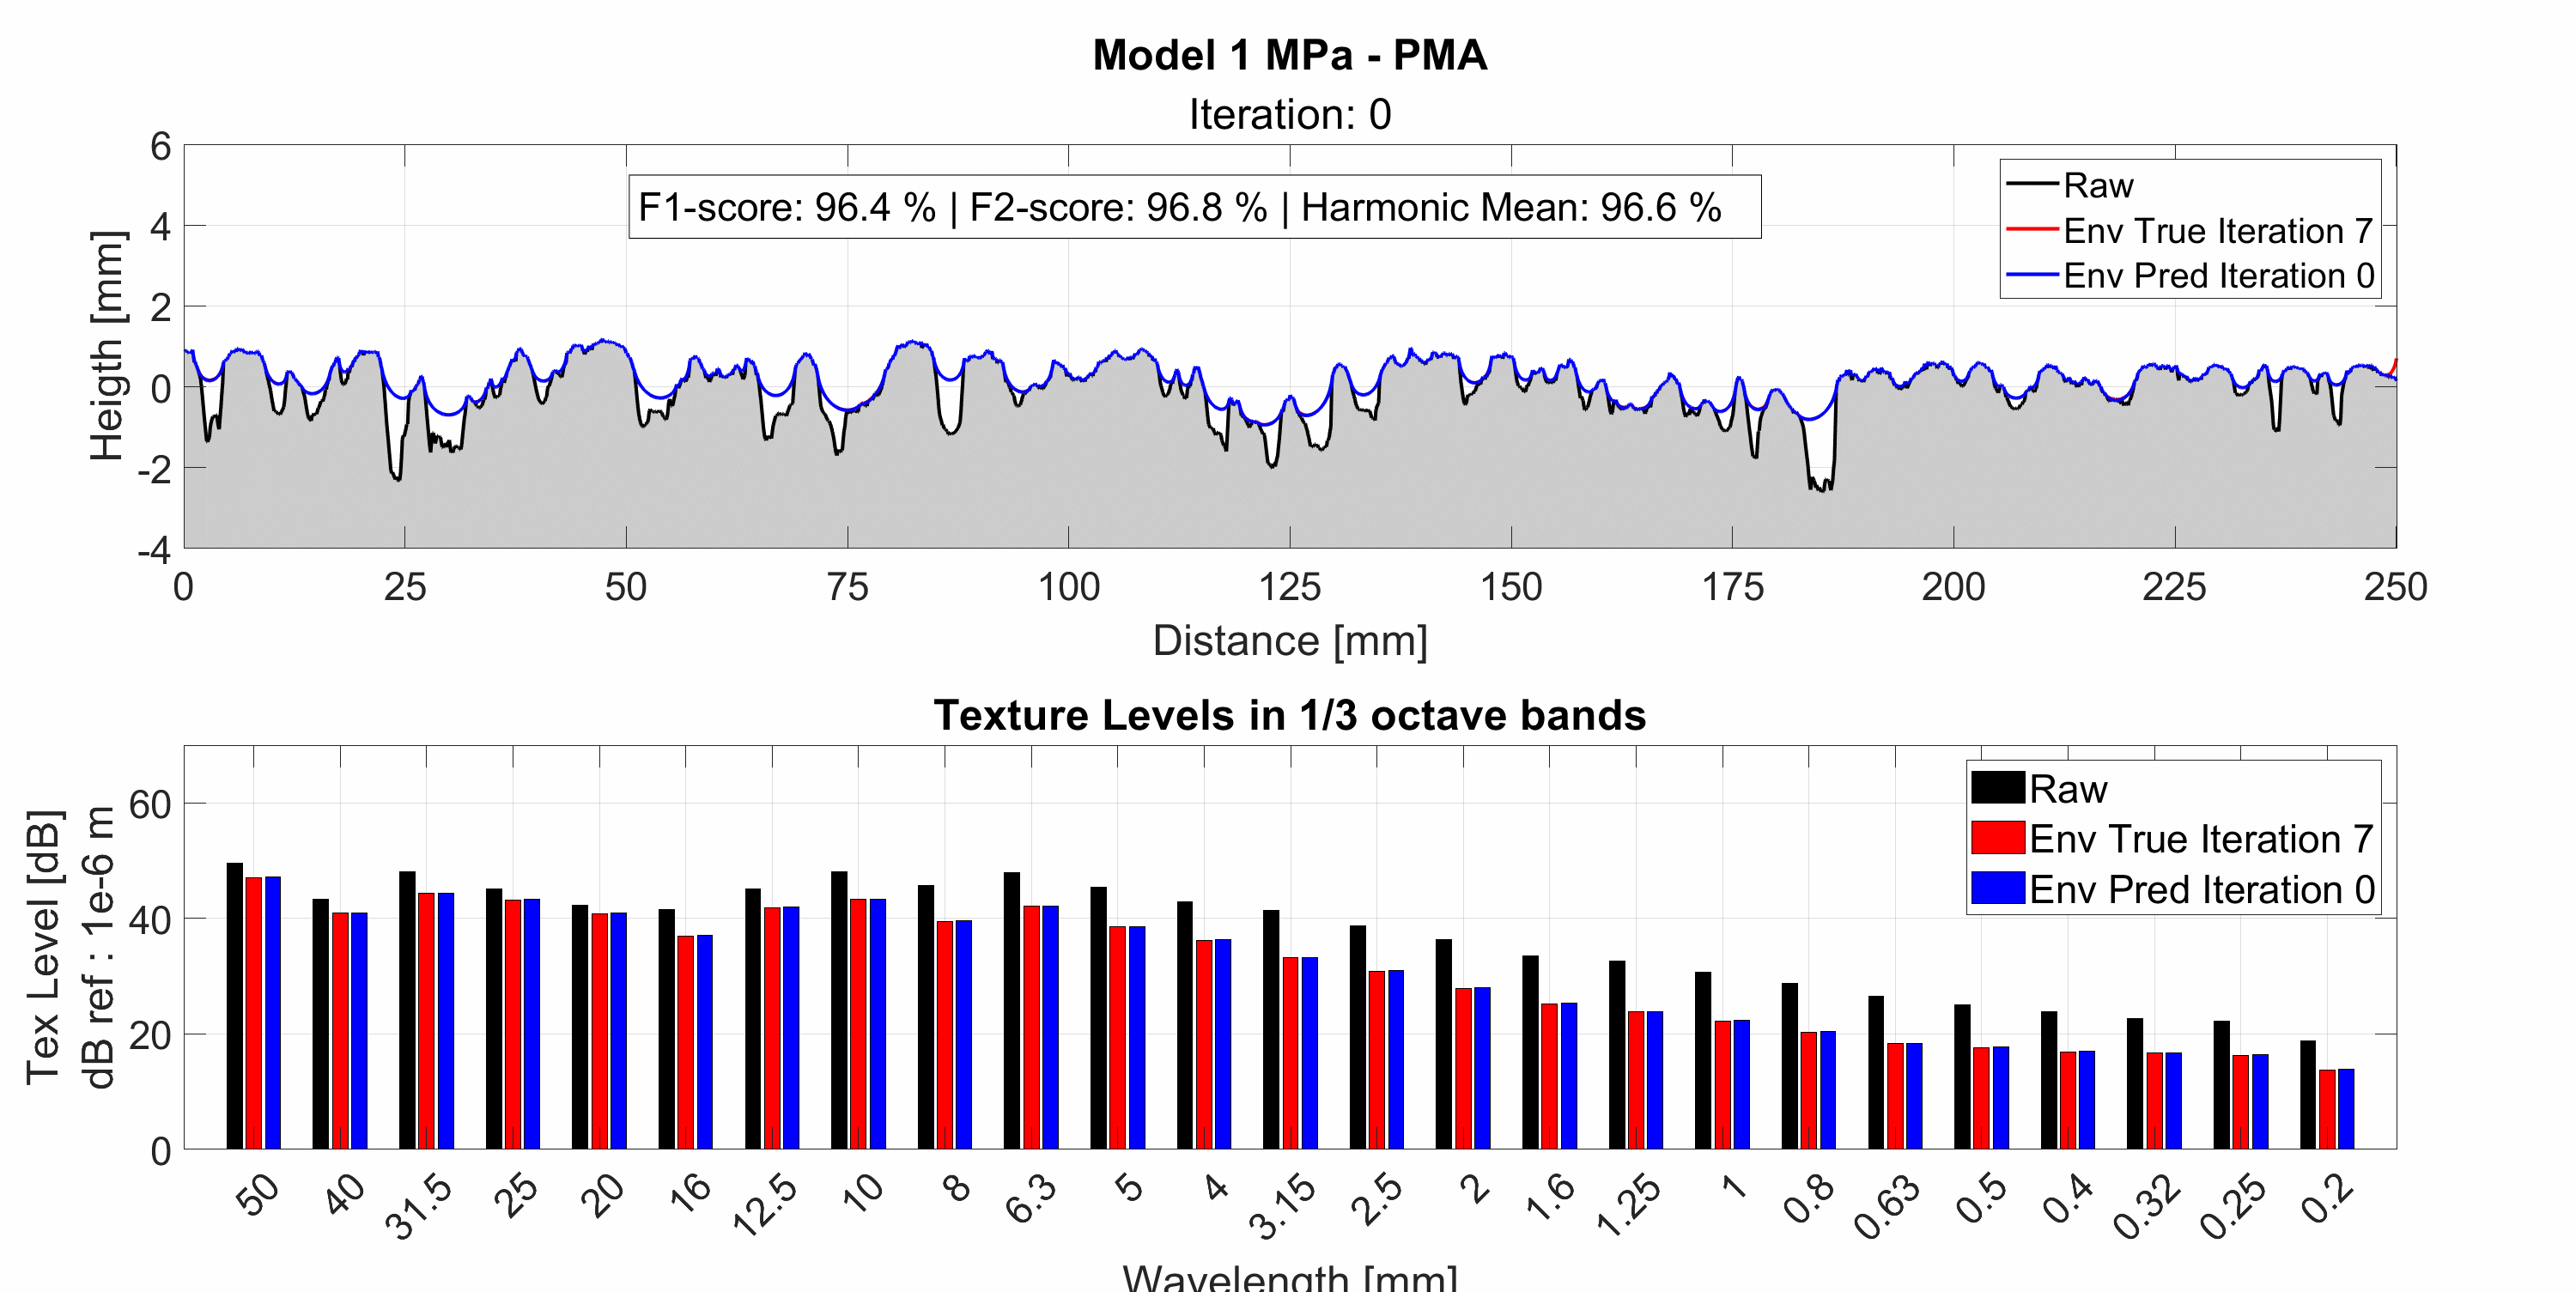 Model 1 MPa - PMA
Iteration: 0
6
4
2
0
-2
-4
Heigth [mm]
F1-score: 96.4 % | F2-score: 96.8 % | Harmonic Mean: 96.6 %
Raw
Env True Iteration 7
Env Pred Iteration 0
0 25 50 75 100 125 150 175 200 225 250
Distance [mm]
Texture Levels in 1/3 octave bands
Tex Level [dB]
dB ref : 1e-6 m
60
40
20
0
Raw
Env True Iteration 7
Env Pred Iteration 0
50 40 31.5 25 20 16 12.5 10 8 6.3 5 4 3.15 2.5 2 1.6 1.25 1 0.8 0.63 0.5 0.4 0.32 0.25 0.2
Wavelength [mm]